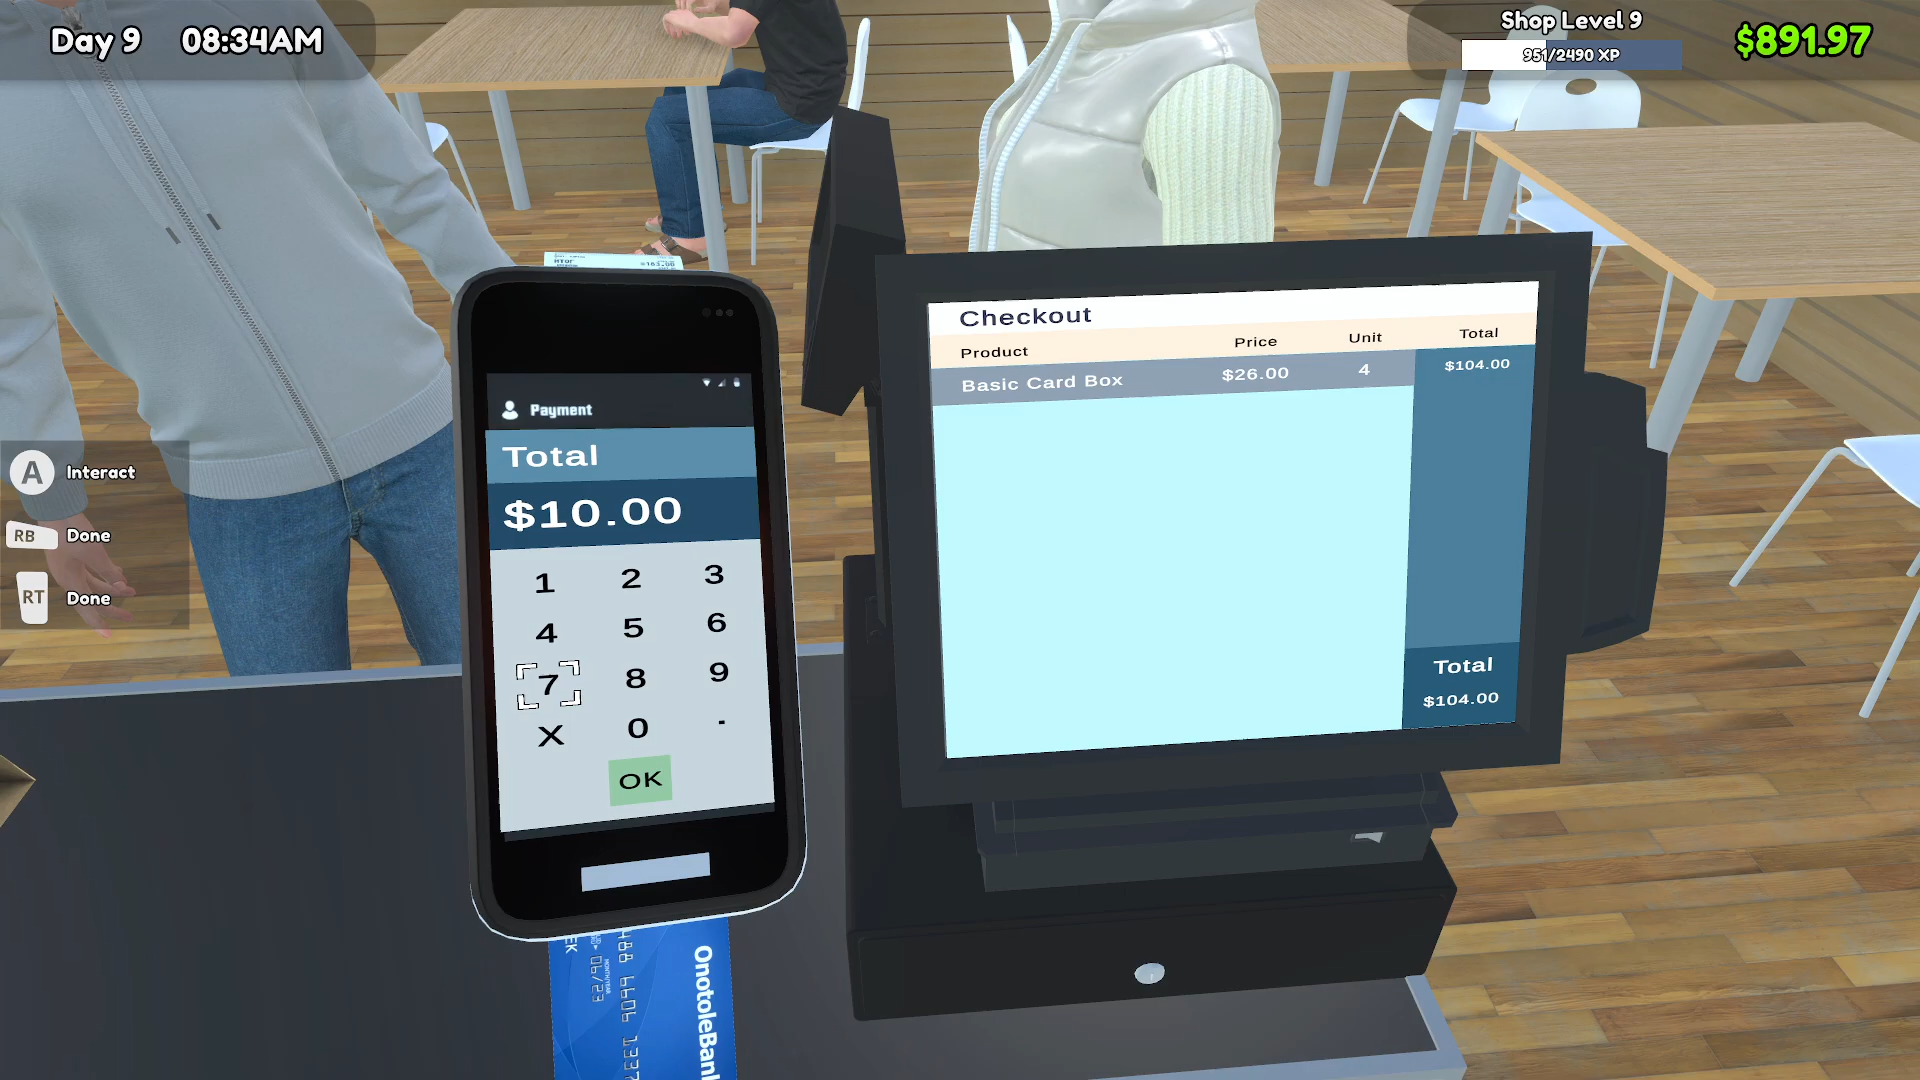 Day 9 08:34AM
Shop Level 9
951/2490 XP
$891.97
A Interact
RB Done
RT Done
Payment
Total
$10.00
1 2 3
4 5 6
7 8 9
X 0 .
OK
Checkout
Product Price Unit Total
Basic Card Box $26.00 4 $104.00
Total
$104.00
OnotoleBank
06/23